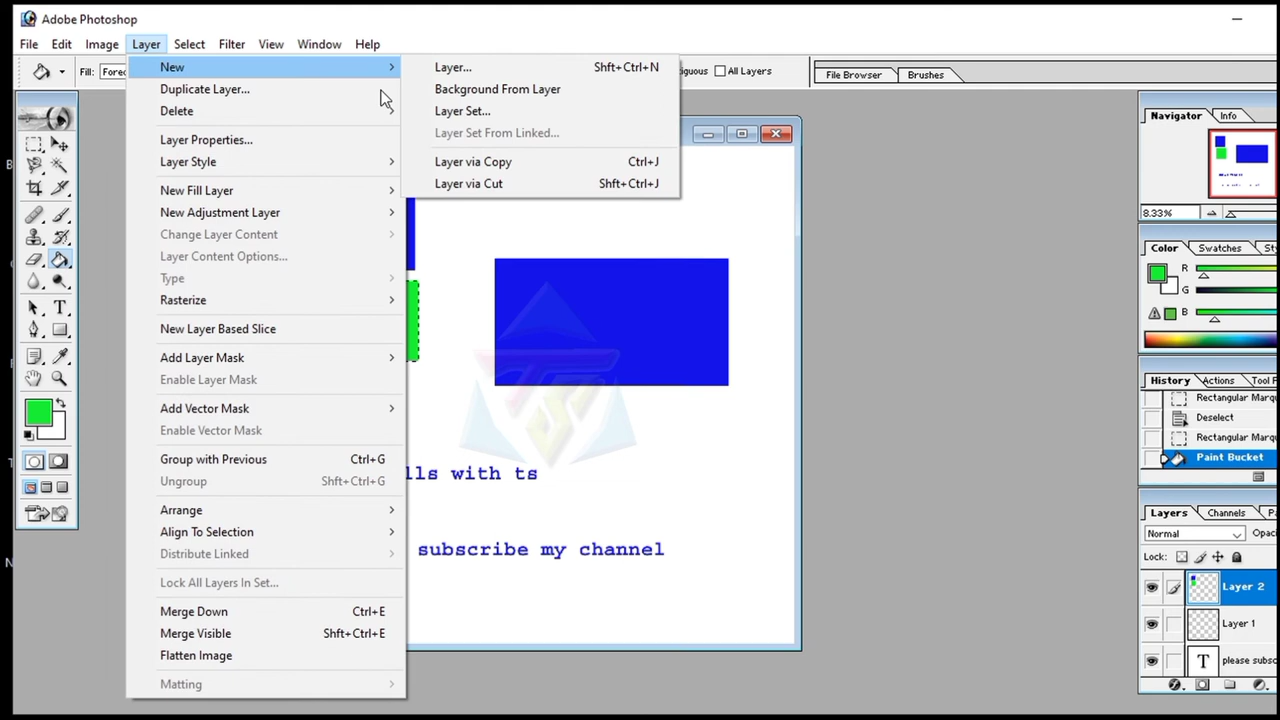 Adobe Photoshop
File Edit Image Layer Select Filter View Window Help
Fill: Forec
All Layers
File Browser
Brushes
New
Duplicate Layer...
Delete
Layer Properties...
Layer Style
New Fill Layer
New Adjustment Layer
Change Layer Content
Layer Content Options...
Type
Rasterize
New Layer Based Slice
Add Layer Mask
Enable Layer Mask
Add Vector Mask
Enable Vector Mask
Group with Previous Ctrl+G
Ungroup Shft+Ctrl+G
Arrange
Align To Selection
Distribute Linked
Lock All Layers In Set...
Merge Down Ctrl+E
Merge Visible Shft+Ctrl+E
Flatten Image
Matting
Layer... Shft+Ctrl+N
Background From Layer
Layer Set...
Layer Set From Linked...
Layer via Copy Ctrl+J
Layer via Cut Shft+Ctrl+J
TS
lls with ts
subscribe my channel
Navigator Info
8.33%
Color Swatches St
R
G
B
History Actions Tool F
Rectangular Marqu
Deselect
Rectangular Marqu
Paint Bucket
Layers Channels Pa
Normal Opac
Lock:
Layer 2
Layer 1
T please subsc